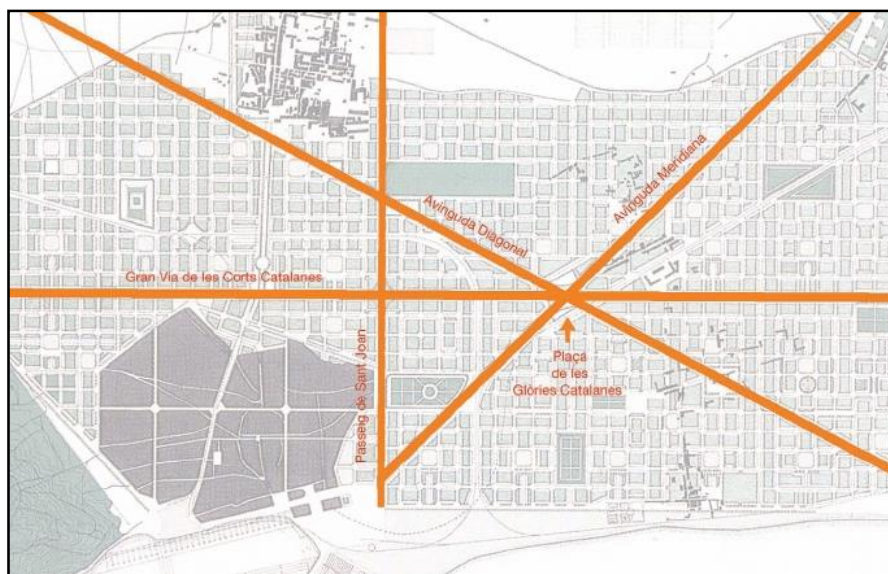 Avinguda Meridiana
Avinguda Diagonal
Gran Via de les Corts Catalanes
Passeig de Sant Joan
Plaça
de les
Glòries Catalanes